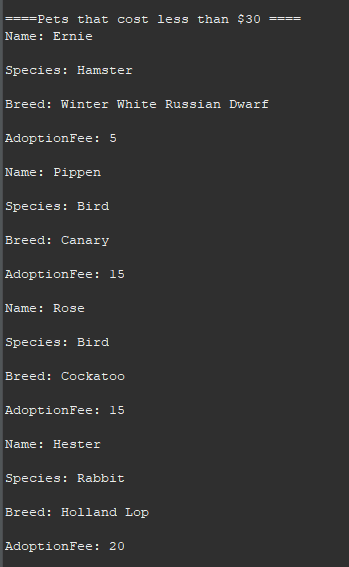 ====Pets that cost less than $30 ====
Name: Ernie
Species: Hamster
Breed: Winter White Russian Dwarf
AdoptionFee: 5
Name: Pippen
Species: Bird
Breed: Canary
AdoptionFee: 15
Name: Rose
Species: Bird
Breed: Cockatoo
AdoptionFee: 15
Name: Hester
Species: Rabbit
Breed: Holland Lop
AdoptionFee: 20